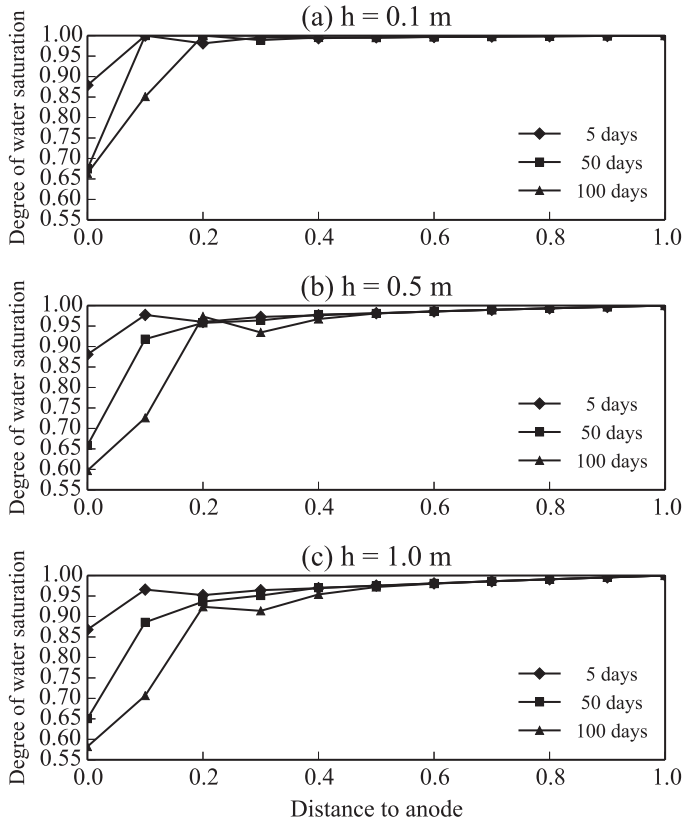 (a) h = 0.1 m
Degree of water saturation
1.00
0.95
0.90
0.85
0.80
0.75
0.70
0.65
0.60
0.55
5 days
50 days
100 days
0.0 0.2 0.4 0.6 0.8 1.0
(b) h = 0.5 m
Degree of water saturation
1.00
0.95
0.90
0.85
0.80
0.75
0.70
0.65
0.60
0.55
5 days
50 days
100 days
0.0 0.2 0.4 0.6 0.8 1.0
(c) h = 1.0 m
Degree of water saturation
1.00
0.95
0.90
0.85
0.80
0.75
0.70
0.65
0.60
0.55
5 days
50 days
100 days
0.0 0.2 0.4 0.6 0.8 1.0
Distance to anode